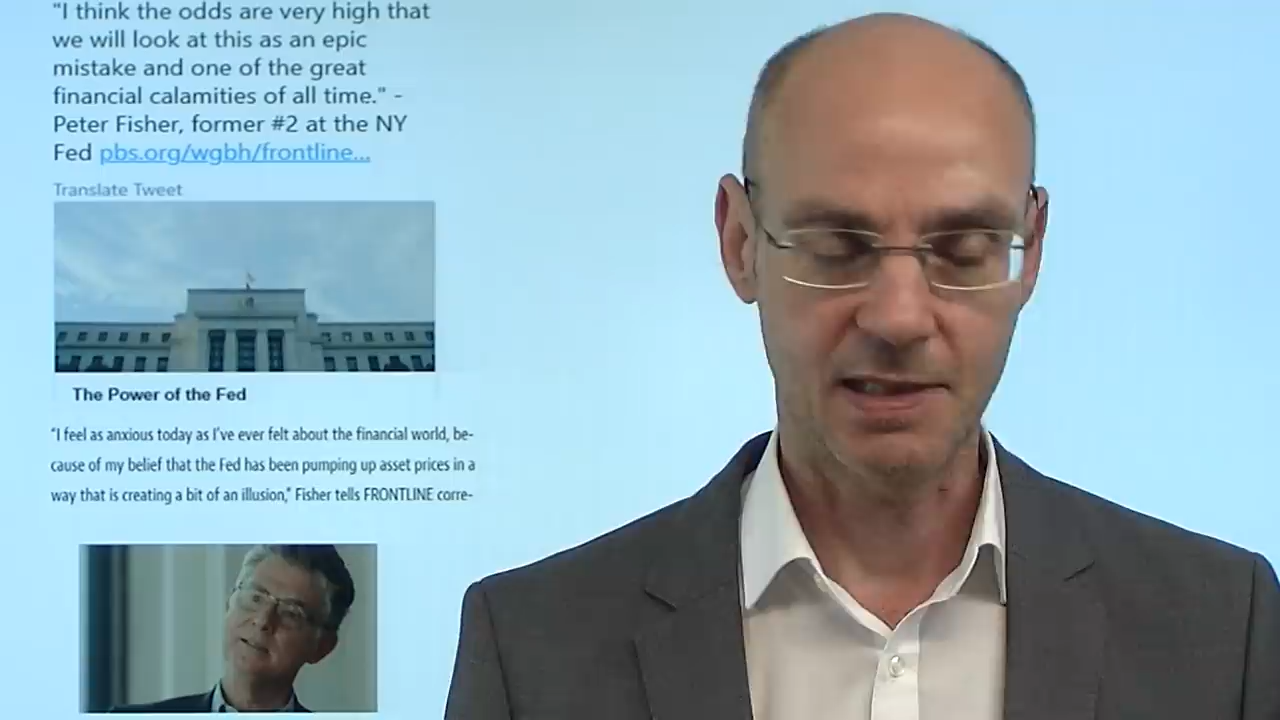 "I think the odds are very high that
we will look at this as an epic
mistake and one of the great
financial calamities of all time." -
Peter Fisher, former #2 at the NY
Fed pbs.org/wgbh/frontline...
Translate Tweet
The Power of the Fed
"I feel as anxious today as I've ever felt about the financial world, be-
cause of my belief that the Fed has been pumping up asset prices in a
way that is creating a bit of an illusion," Fisher tells FRONTLINE corre-